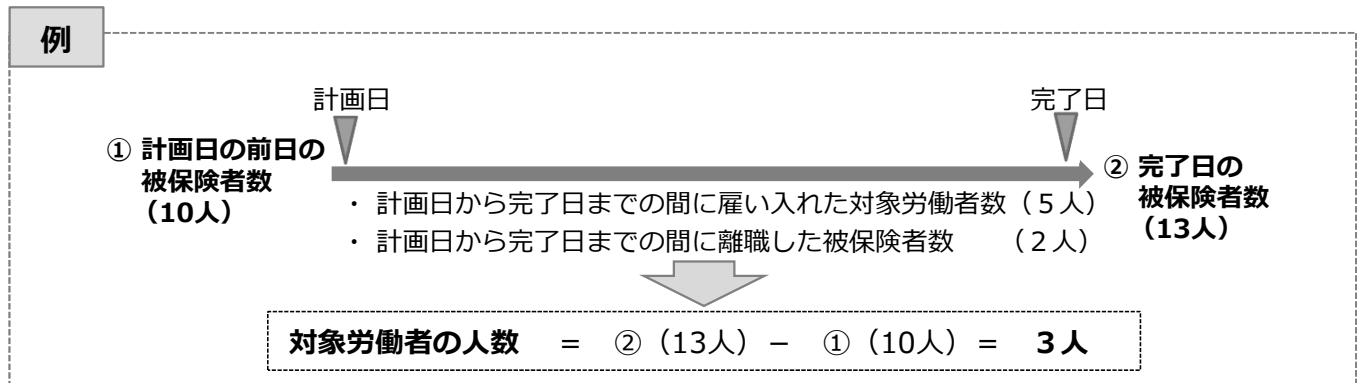 例
計画日
完了日
① 計画日の前日の
被保険者数
（10人）
② 完了日の
被保険者数
（13人）
・ 計画日から完了日までの間に雇い入れた対象労働者数（５人）
・ 計画日から完了日までの間に離職した被保険者数　　（２人）
対象労働者の人数　＝　②（13人）－　①（10人）＝　３人